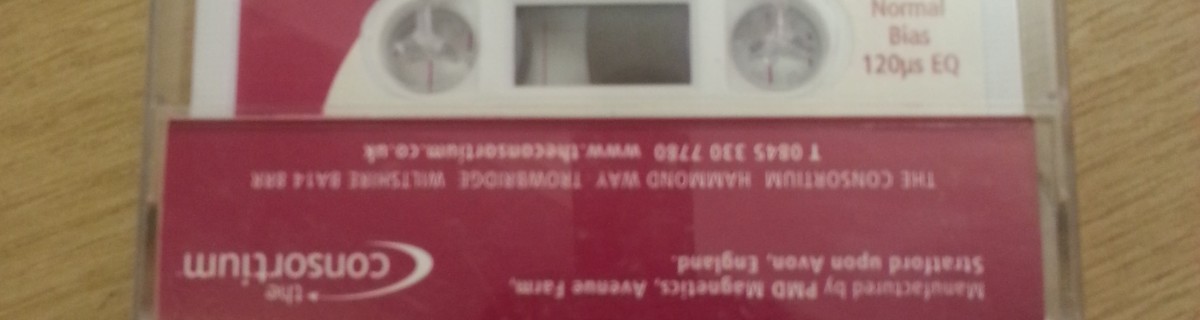 Normal
Bias
120µs EQ
Manufactured by PMD Magnetics, Avenue Farm,
Stratford upon Avon, England.
the
consortium
THE CONSORTIUM HAMMOND WAY TROWBRIDGE WILTSHIRE BA14 8RR
T 0845 330 7780 www.theconsortium.co.uk